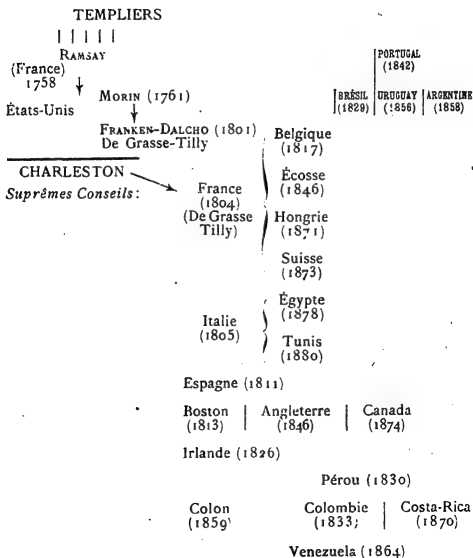 TEMPLIERS
RAMSAY
(France)
1758
États-Unis
MORIN (1761)
FRANKEN-DALCHO (1801)
De Grasse-Tilly
PORTUGAL
(1842)
BRÉSIL
(1829)
URUGUAY
(1856)
ARGENTINE
(1858)
CHARLESTON
Suprêmes Conseils :
France
(1804)
(De Grasse
Tilly)
Belgique
(1817)
Écosse
(1846)
Hongrie
(1871)
Suisse
(1873)
Italie
(1805)
Égypte
(1878)
Tunis
(1880)
Espagne (1811)
Boston
(1813)
Angleterre
(1846)
Canada
(1874)
Irlande (1826)
Pérou (1830)
Colon
(1859)
Colombie
(1833;
Costa-Rica
(1870)
Venezuela (1864)